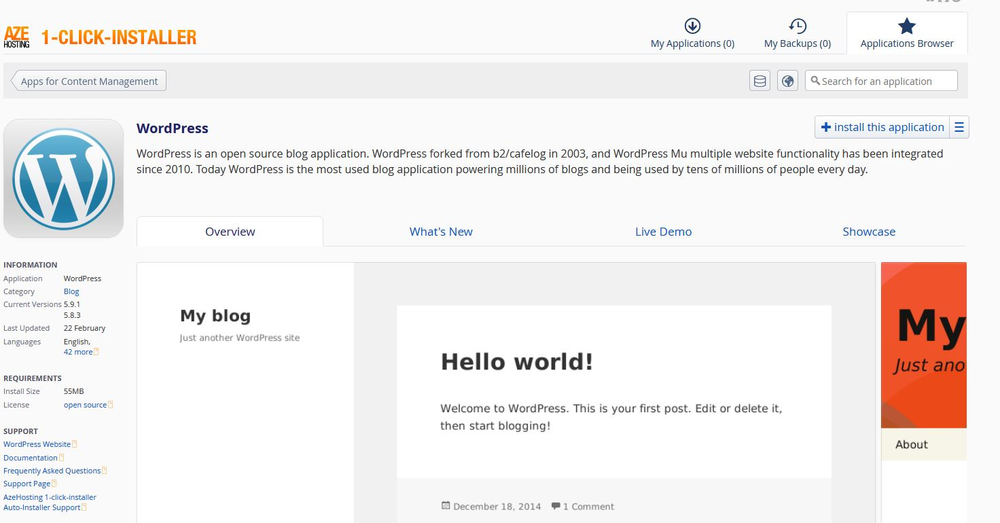 AZE
HOSTING
1-CLICK-INSTALLER
My Applications (0)
My Backups (0)
Applications Browser
Apps for Content Management
Search for an application
WordPress
install this application
WordPress is an open source blog application. WordPress forked from b2/cafelog in 2003, and WordPress Mu multiple website functionality has been integrated
since 2010. Today WordPress is the most used blog application powering millions of blogs and being used by tens of millions of people every day.
Overview
What's New
Live Demo
Showcase
INFORMATION
Application WordPress
Category Blog
Current Versions 5.9.1
5.8.3
Last Updated 22 February
Languages English,
42 more
REQUIREMENTS
Install Size 55MB
License open source
SUPPORT
WordPress Website
Documentation
Frequently Asked Questions
Support Page
AzeHosting 1-click-installer
Auto-Installer Support
My blog
Just another WordPress site
Hello world!
Welcome to WordPress. This is your first post. Edit or delete it,
then start blogging!
December 18, 2014 1 Comment
My
Just ano
About